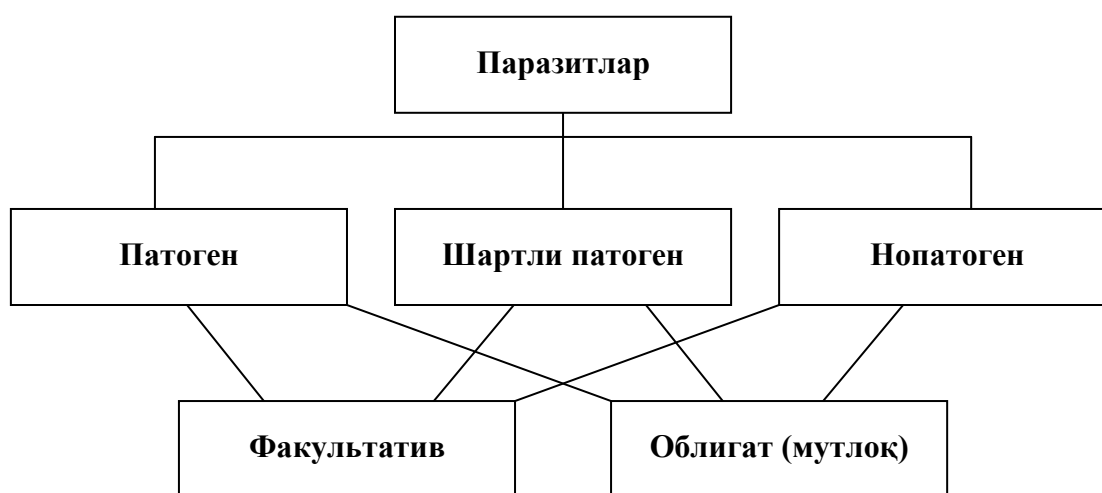 Паразитлар
Патоген
Шартли патоген
Нопатоген
Факультатив
Облигат (мутлоқ)